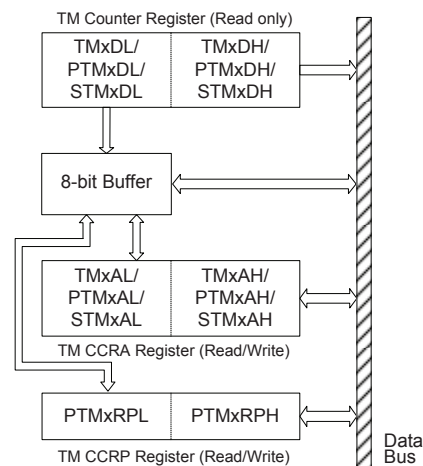 TM Counter Register (Read only)
TMxDL/
PTMxDL/
STMxDL
TMxDH/
PTMxDH/
STMxDH
8-bit Buffer
TMxAL/
PTMxAL/
STMxAL
TMxAH/
PTMxAH/
STMxAH
TM CCRA Register (Read/Write)
PTMxRPL
PTMxRPH
TM CCRP Register (Read/Write)
Data
Bus